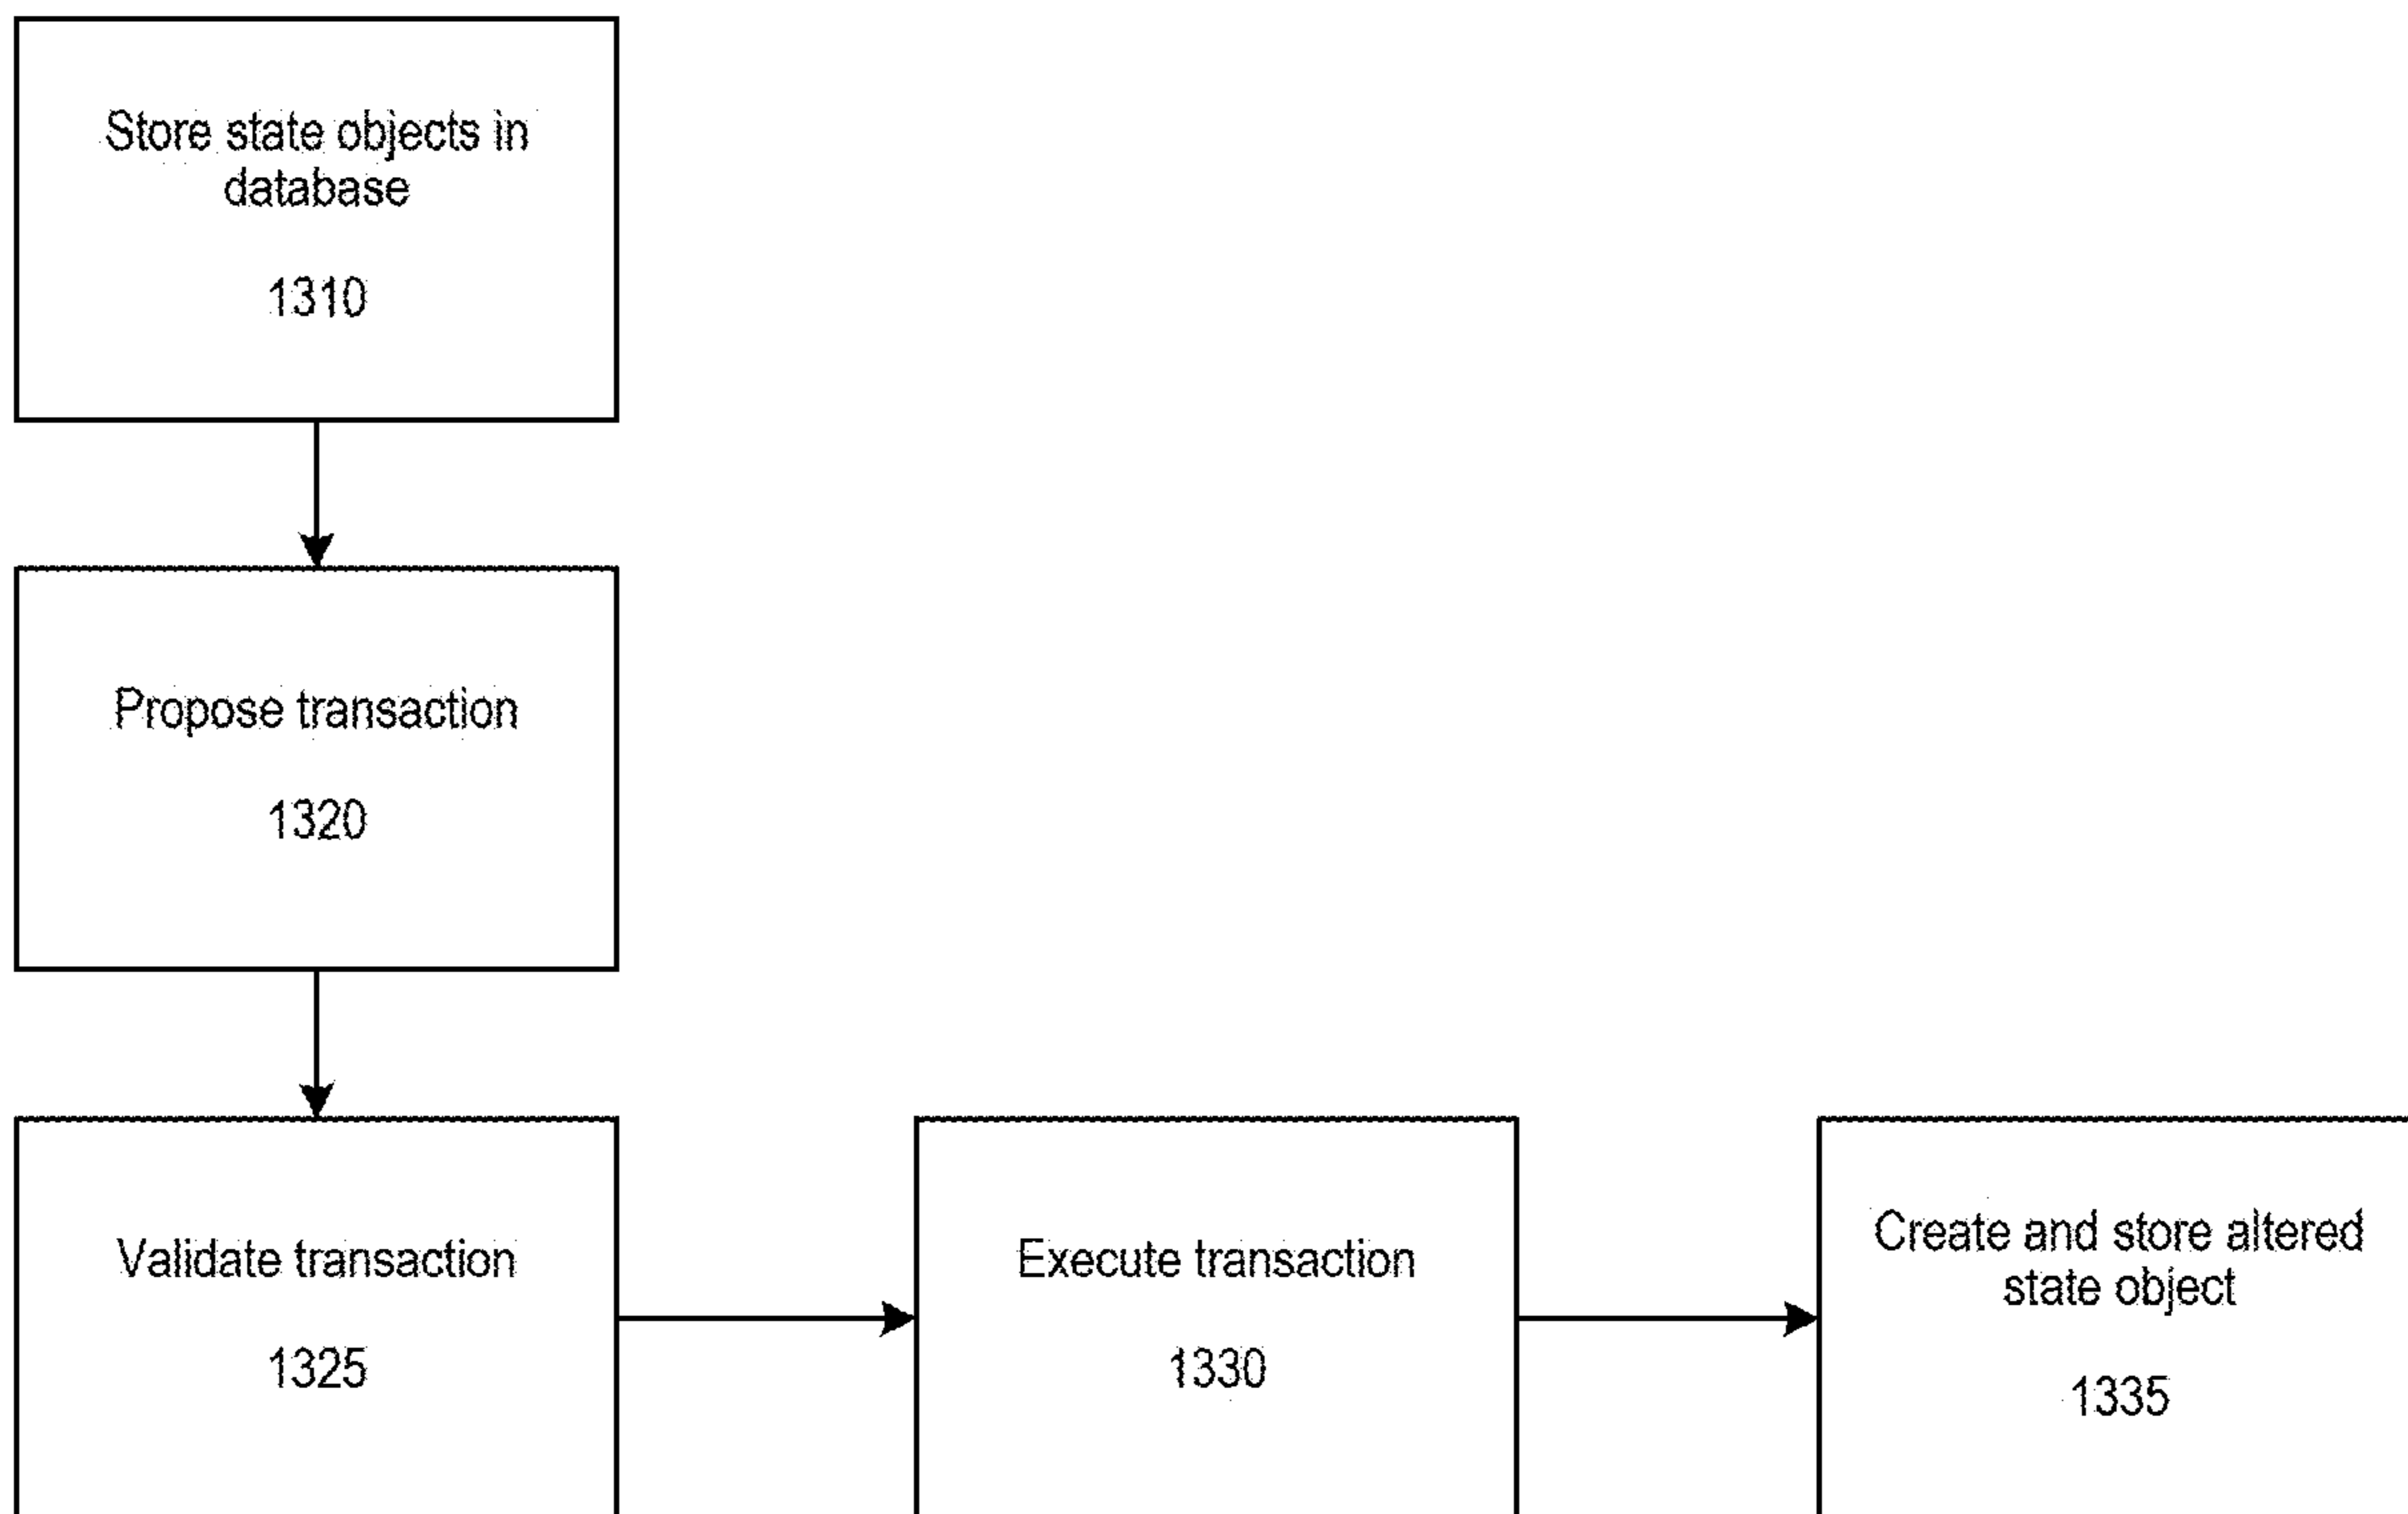 Store state objects in
database
1310
Propose transaction
1320
Validate transaction
1325
Execute transaction
1330
Create and store altered
state object
1335